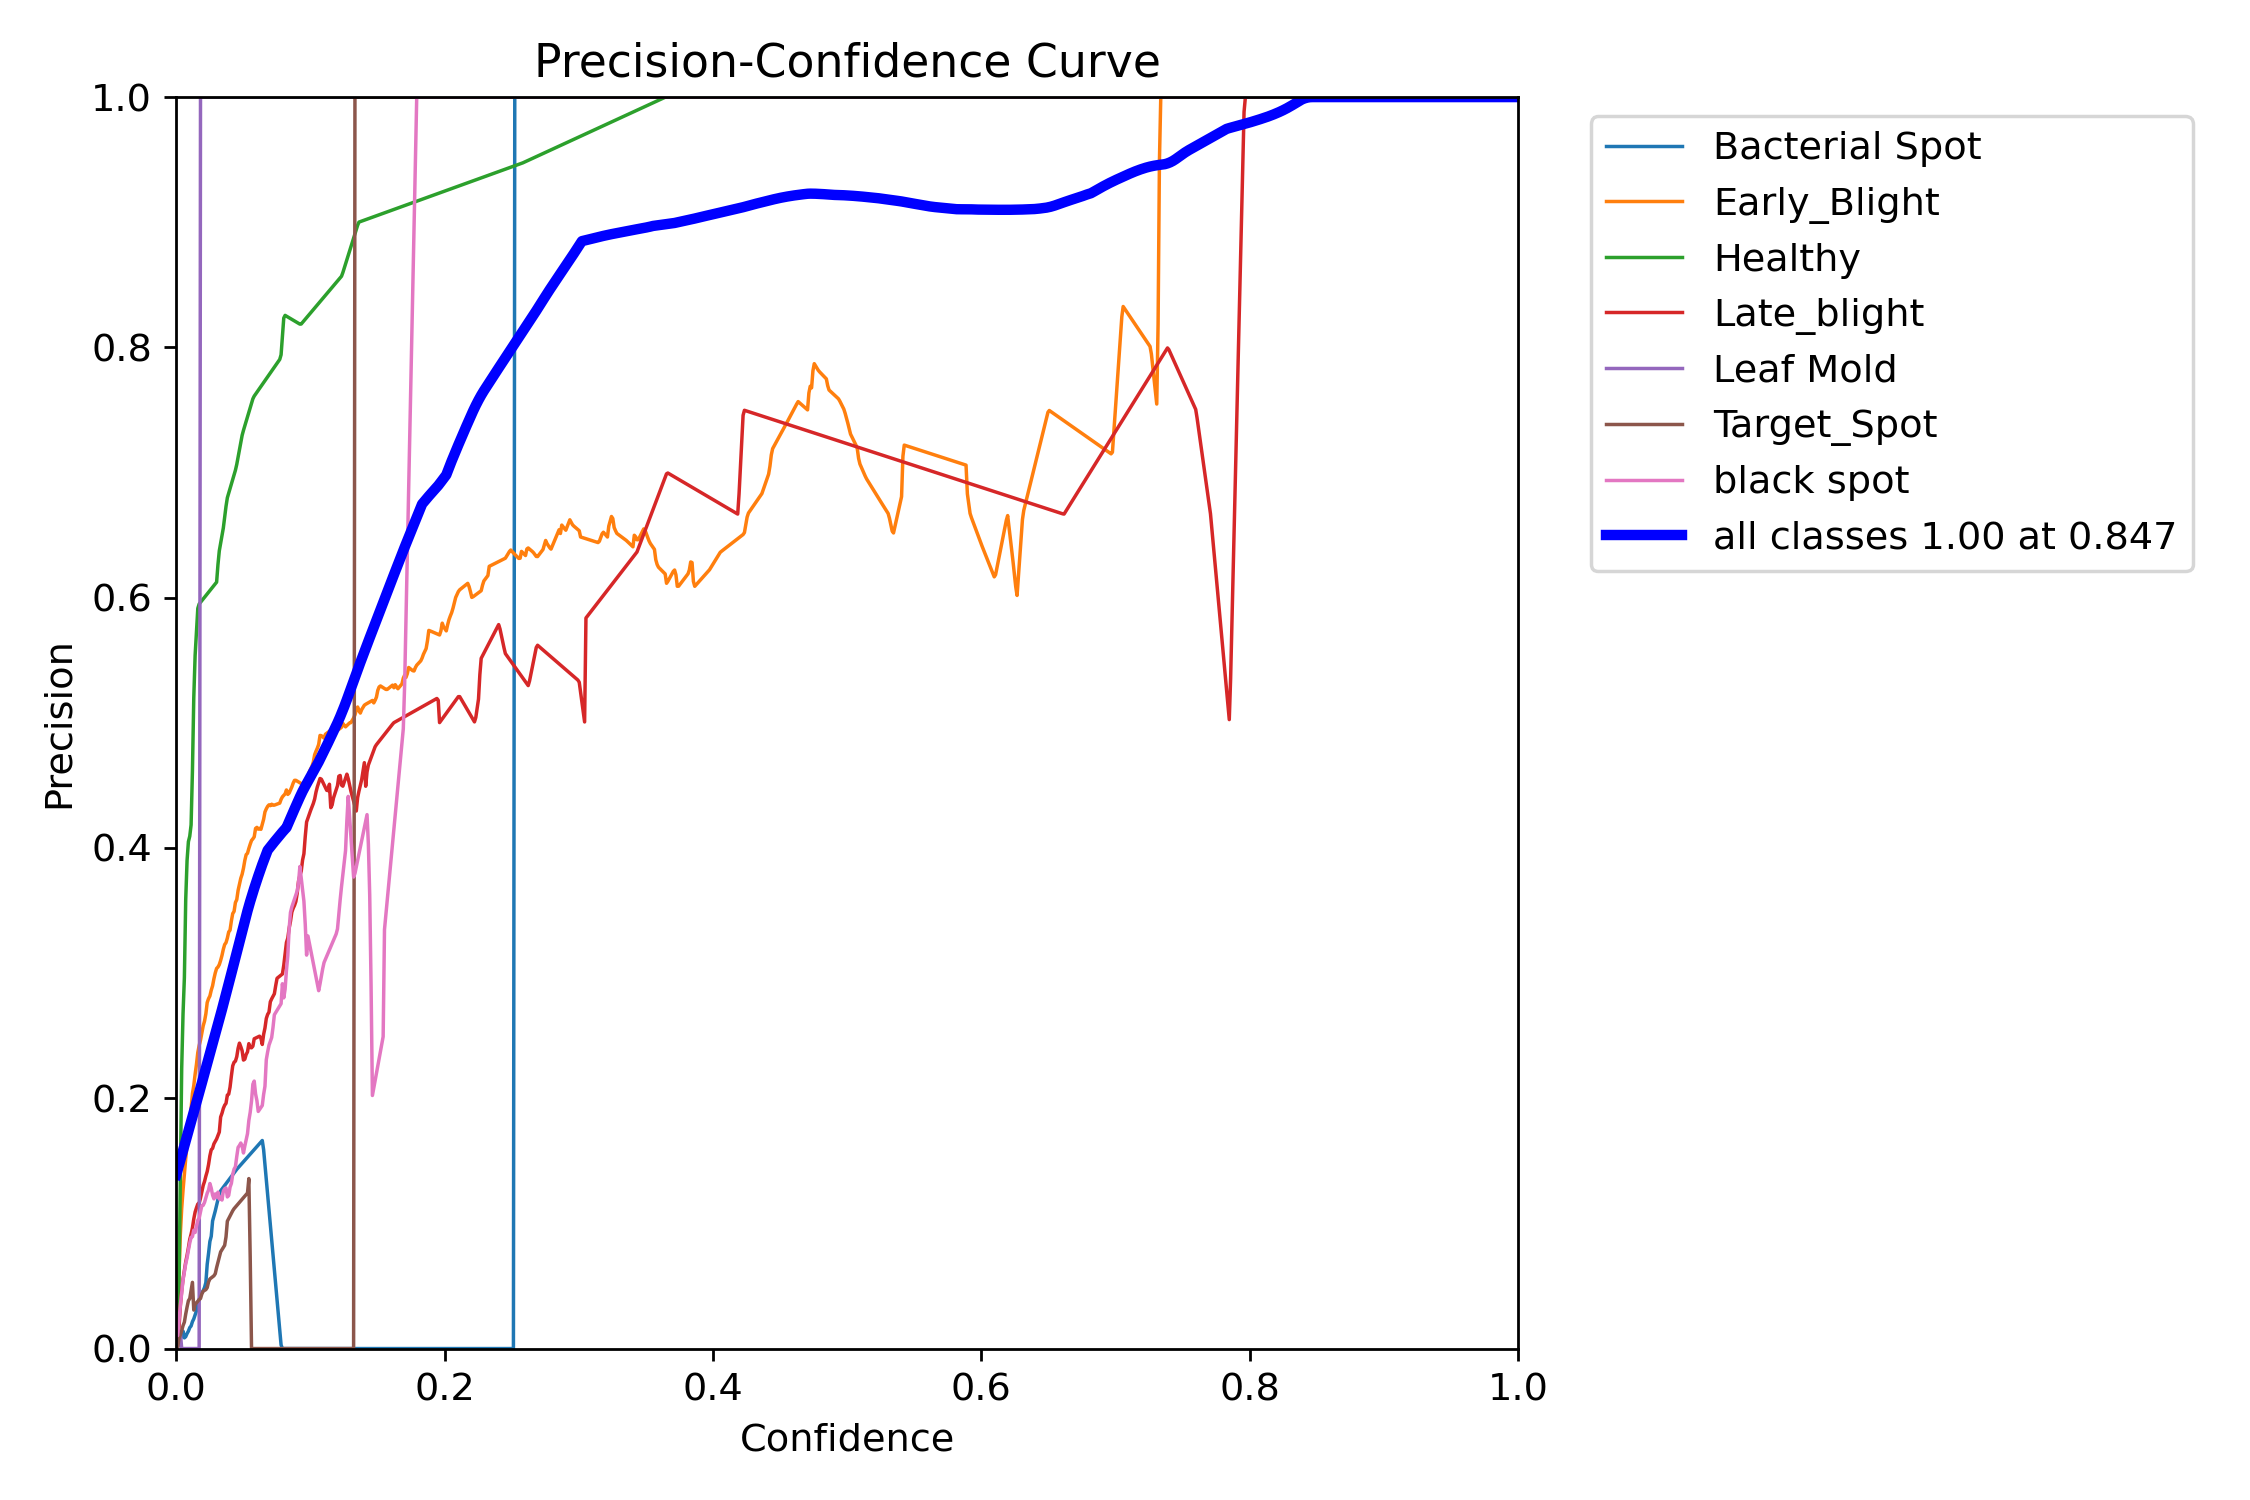 Precision-Confidence Curve
1.0
0.8
0.6
0.4
0.2
0.0
Precision
0.0 0.2 0.4 0.6 0.8 1.0
Confidence
Bacterial Spot
Early_Blight
Healthy
Late_blight
Leaf Mold
Target_Spot
black spot
all classes 1.00 at 0.847